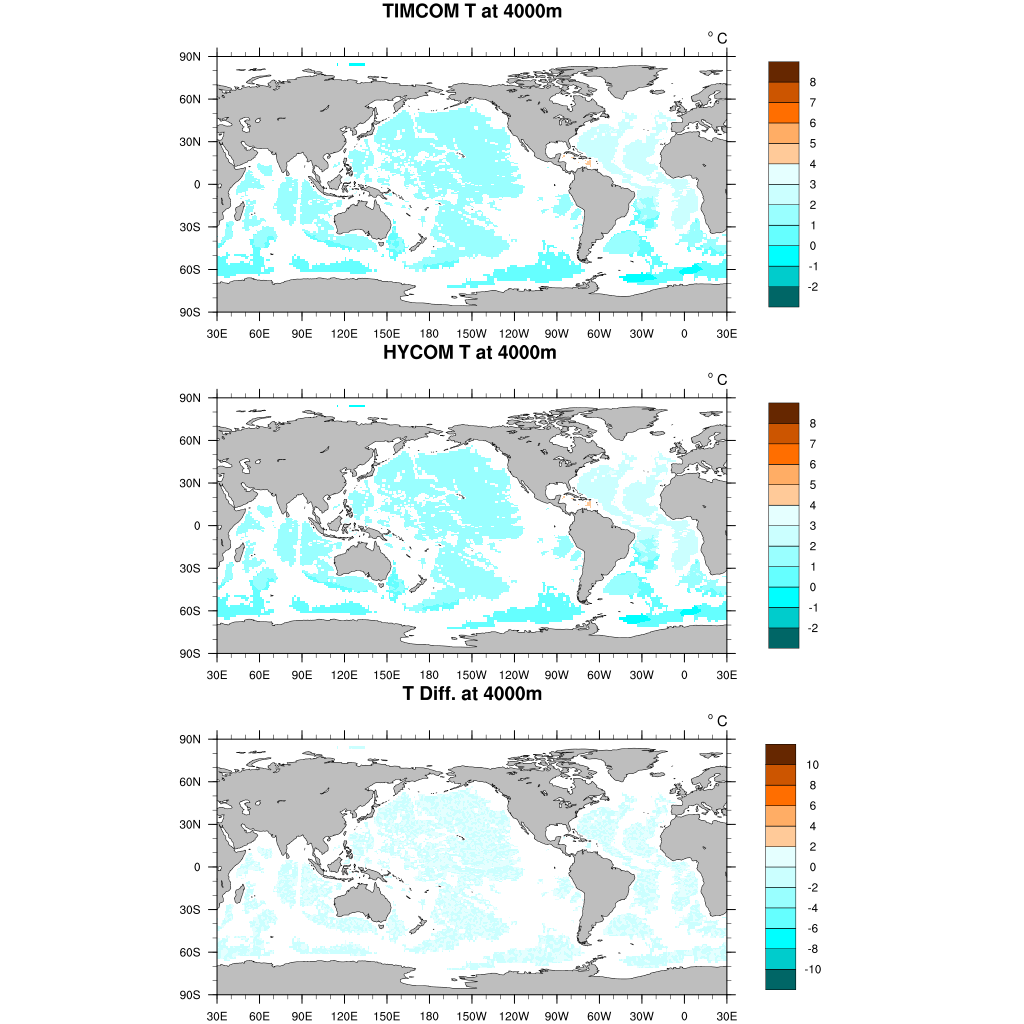 TIMCOM T at 4000m
° C
90N
60N
30N
0
30S
60S
90S
30E 60E 90E 120E 150E 180 150W 120W 90W 60W 30W 0 30E
8
7
6
5
4
3
2
1
0
-1
-2
HYCOM T at 4000m
° C
90N
60N
30N
0
30S
60S
90S
30E 60E 90E 120E 150E 180 150W 120W 90W 60W 30W 0 30E
8
7
6
5
4
3
2
1
0
-1
-2
T Diff. at 4000m
° C
90N
60N
30N
0
30S
60S
90S
30E 60E 90E 120E 150E 180 150W 120W 90W 60W 30W 0 30E
10
8
6
4
2
0
-2
-4
-6
-8
-10